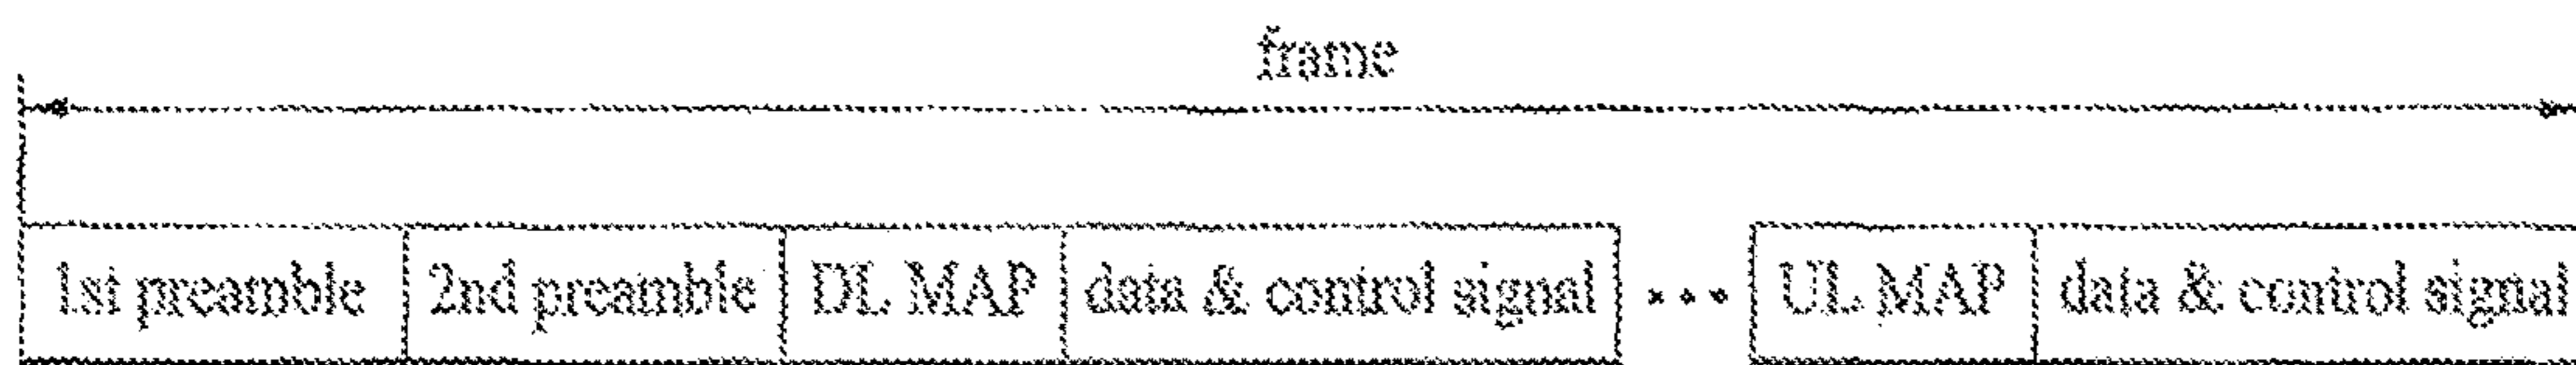 frame
1st preamble 2nd preamble DL MAP data & control signal ••• UL MAP data & control signal